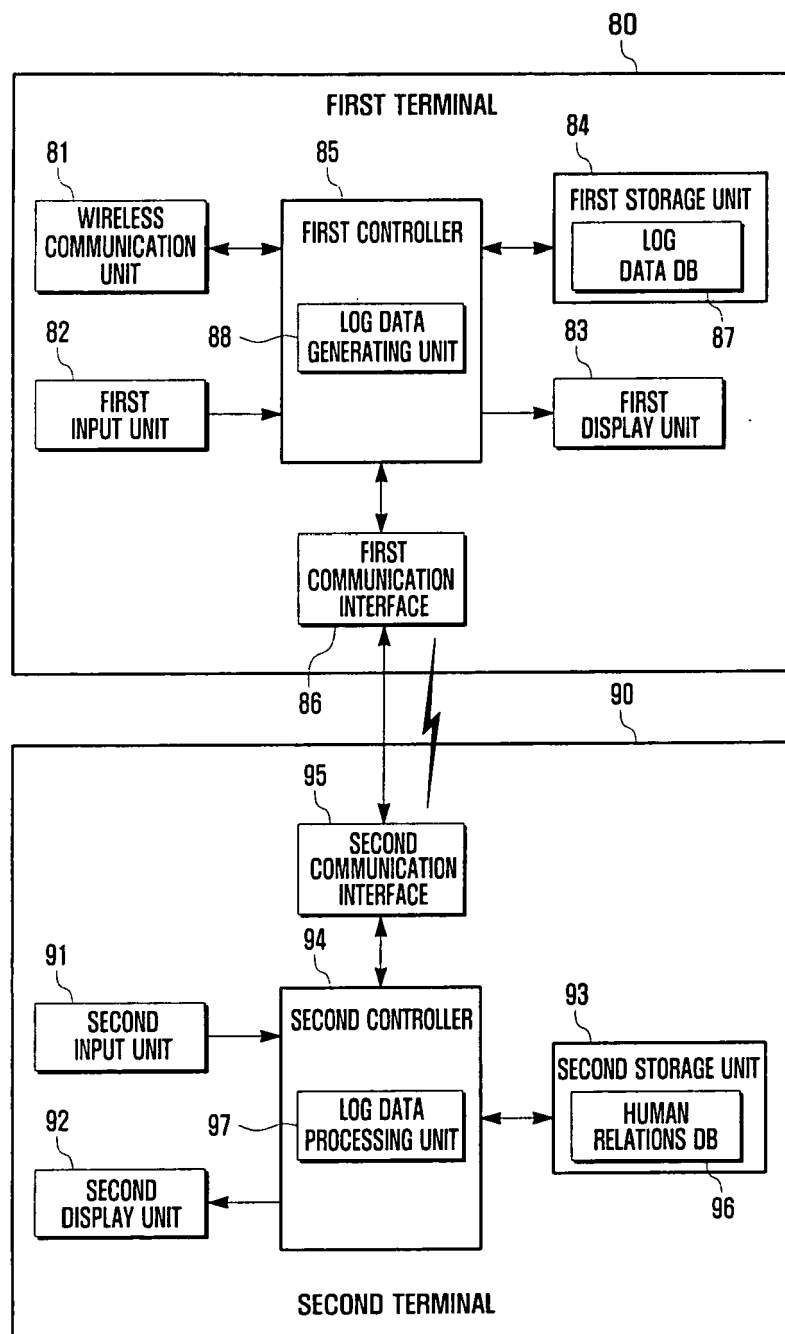 80
FIRST TERMINAL
81
WIRELESS
COMMUNICATION
UNIT
85
FIRST CONTROLLER
84
FIRST STORAGE UNIT
LOG
DATA DB
87
88
LOG DATA
GENERATING UNIT
82
FIRST
INPUT UNIT
83
FIRST
DISPLAY UNIT
FIRST
COMMUNICATION
INTERFACE
86
90
95
SECOND
COMMUNICATION
INTERFACE
91
SECOND
INPUT UNIT
94
SECOND CONTROLLER
93
SECOND STORAGE UNIT
HUMAN
RELATIONS DB
96
97
LOG DATA
PROCESSING UNIT
92
SECOND
DISPLAY UNIT
SECOND TERMINAL